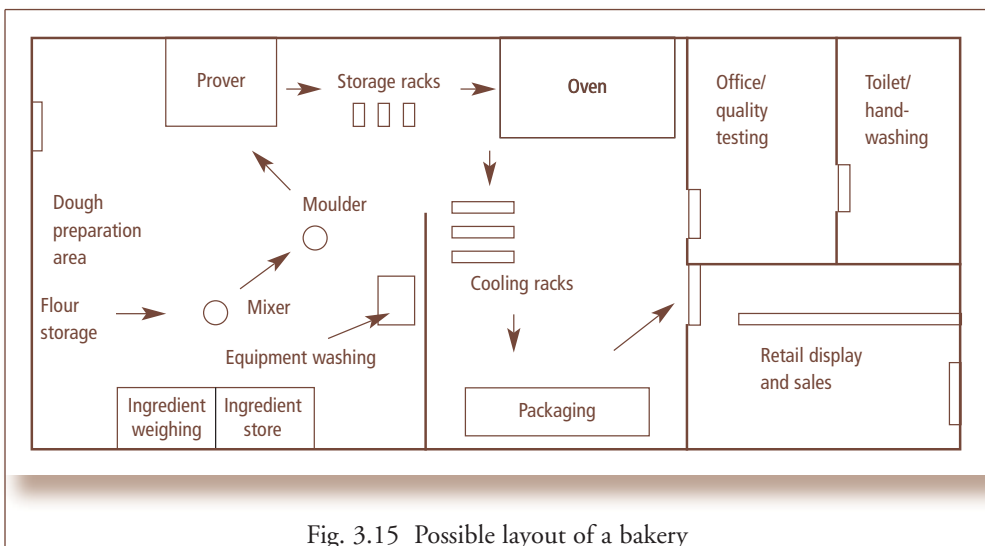 Prover
Storage racks
Oven
Office/
quality
testing
Toilet/
hand-
washing
Dough
preparation
area
Moulder
Flour
storage
Mixer
Cooling racks
Equipment washing
Ingredient
weighing
Ingredient
store
Packaging
Retail display
and sales
Fig. 3.15 Possible layout of a bakery